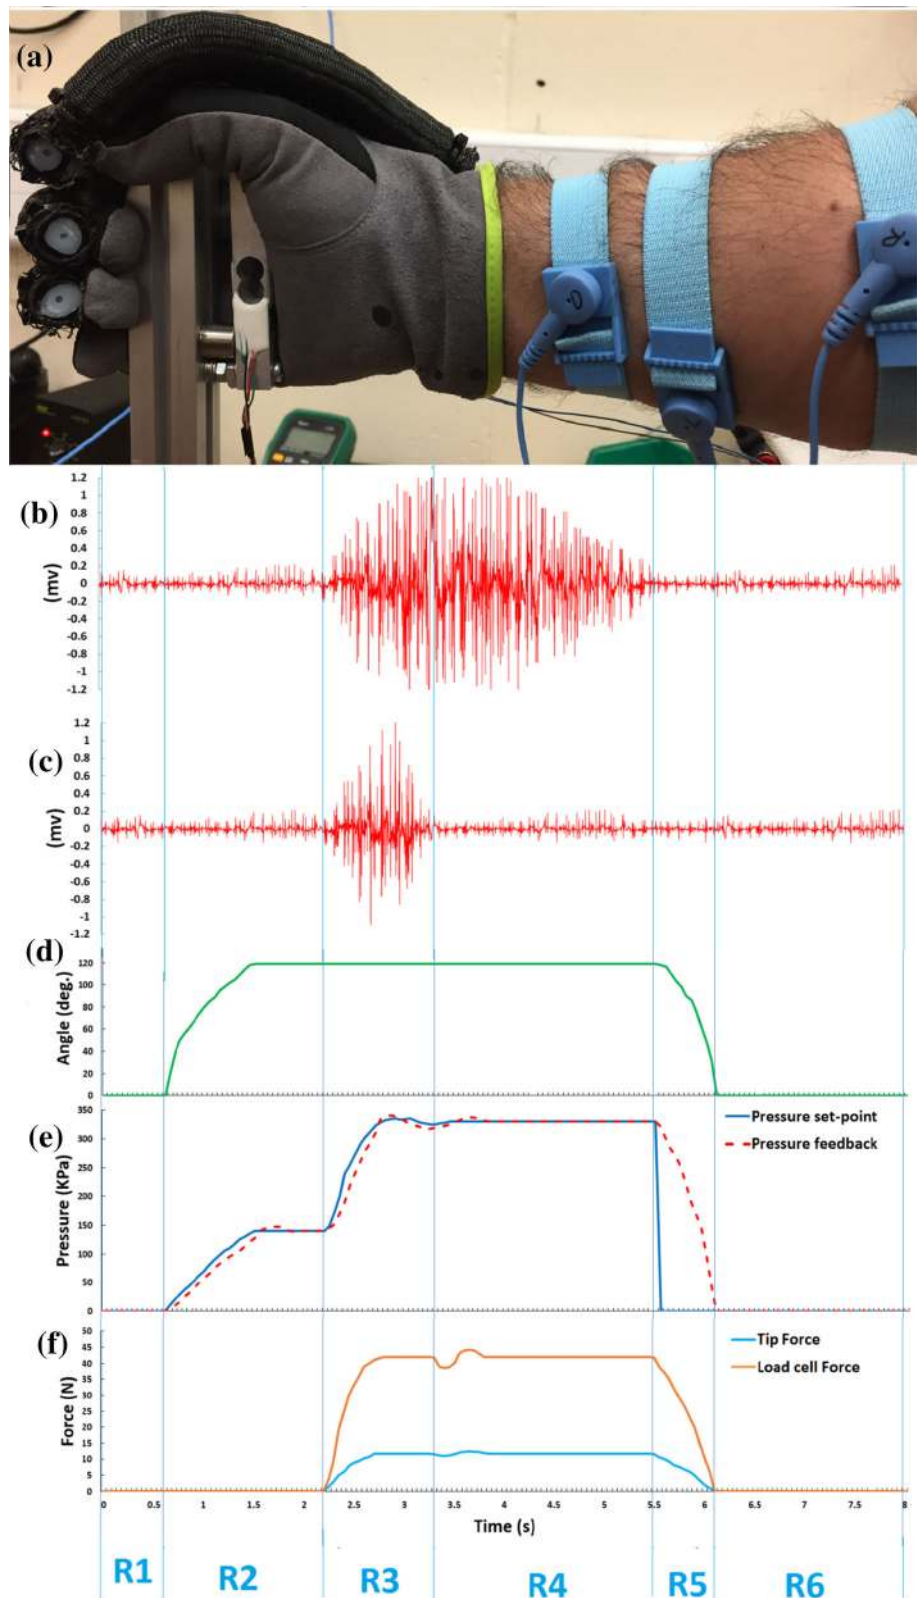 (a)
(b)
(mv)
1.2
1
0.8
0.6
0.4
0.2
0
-0.2
-0.4
-0.6
-0.8
-1
-1.2
(c)
(mv)
1.2
1
0.8
0.6
0.4
0.2
0
-0.2
-0.4
-0.6
-0.8
-1
-1.2
(d)
Angle (deg.)
120
100
80
60
40
20
0
(e)
Pressure (KPa)
350
300
250
200
150
100
50
0
Pressure set-point
Pressure feedback
(f)
Force (N)
50
45
40
35
30
25
20
15
10
5
0
Tip Force
Load cell Force
0 0.5 1 1.5 2 2.5 3 3.5 4 4.5 5 5.5 6 6.5 7 7.5 8
Time (s)
R1 R2 R3 R4 R5 R6